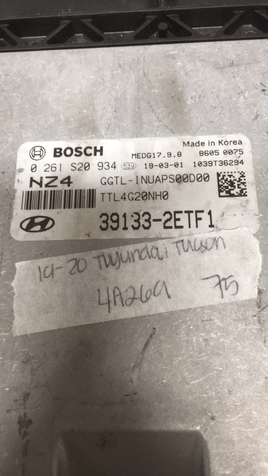 BOSCH MEDG17.9.8 Made in Korea 8605 0075
0 261 S20 934 19-03-01 1039T36294
NZ4 GGTL-INUAPS00D00
TTL4G20NH0
39133-2ETF1
19-20 Hyundai Tucson
4A269 75